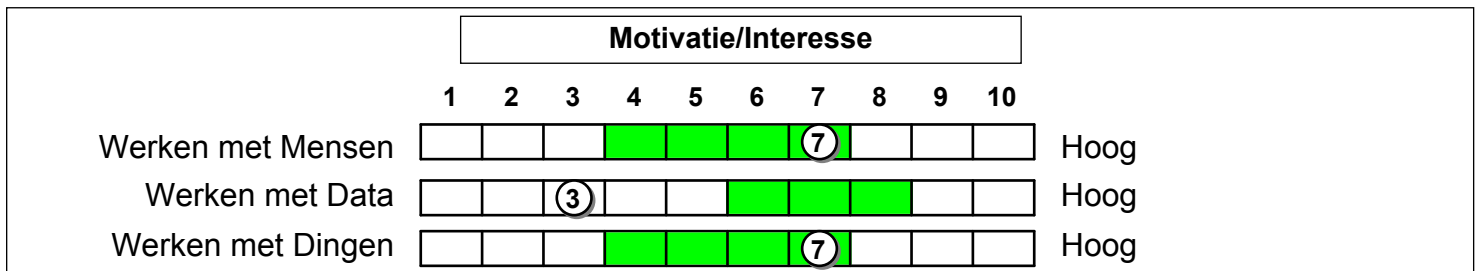 Motivatie/Interesse
1 2 3 4 5 6 7 8 9 10
Werken met Mensen 7 Hoog
Werken met Data 3 Hoog
Werken met Dingen 7 Hoog